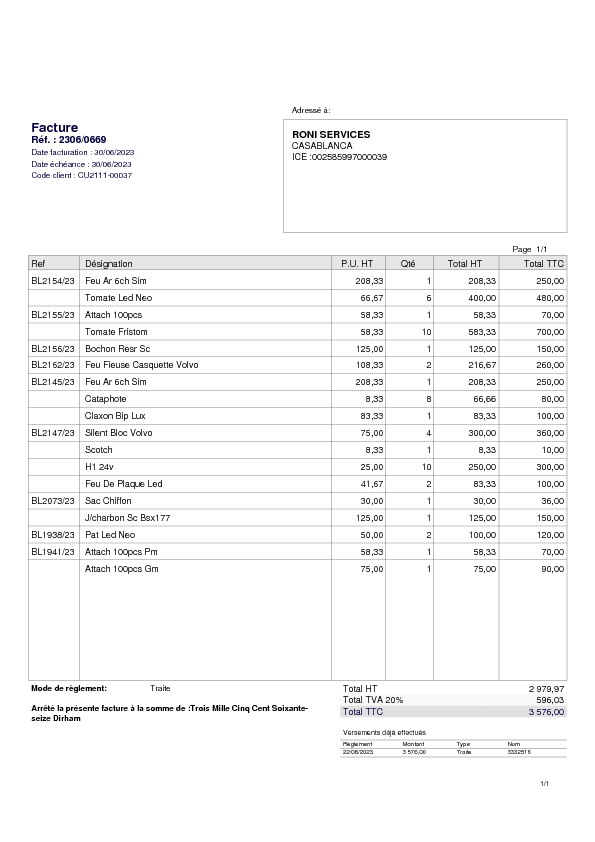 Adressé à:
Facture
Réf. : 2306/0669
Date facturation : 30/06/2023
Date échéance : 30/06/2023
Code client : CU2111-00037
RONI SERVICES
CASABLANCA
ICE :002585997000039
Page 1/1
Ref Désignation P.U. HT Qté Total HT Total TTC
BL2154/23 Feu Ar 6ch Sim 208,33 1 208,33 250,00
Tomate Led Neo 66,67 6 400,00 480,00
BL2155/23 Attach 100pcs 58,33 1 58,33 70,00
Tomate Fristom 58,33 10 583,33 700,00
BL2156/23 Bochon Resr Sc 125,00 1 125,00 150,00
BL2162/23 Feu Fleuse Casquette Volvo 108,33 2 216,67 260,00
BL2145/23 Feu Ar 6ch Sim 208,33 1 208,33 250,00
Cataphote 8,33 8 66,66 80,00
Claxon Bip Lux 83,33 1 83,33 100,00
BL2147/23 Silent Bloc Volvo 75,00 4 300,00 360,00
Scotch 8,33 1 8,33 10,00
H1 24v 25,00 10 250,00 300,00
Feu De Plaque Led 41,67 2 83,33 100,00
BL2073/23 Sac Chiffon 30,00 1 30,00 36,00
J/charbon Sc Bsx177 125,00 1 125,00 150,00
BL1938/23 Pat Led Neo 50,00 2 100,00 120,00
BL1941/23 Attach 100pcs Pm 58,33 1 58,33 70,00
Attach 100pcs Gm 75,00 1 75,00 90,00
Mode de règlement: Traite
Total HT 2 979,97
Total TVA 20% 596,03
Total TTC 3 576,00
Arrêté la présente facture à la somme de :Trois Mille Cinq Cent Soixante-
seize Dirham
Versements déjà effectués
Règlement Montant Type Num
22/08/2023 3 576,00 Traite 3332518
1/1